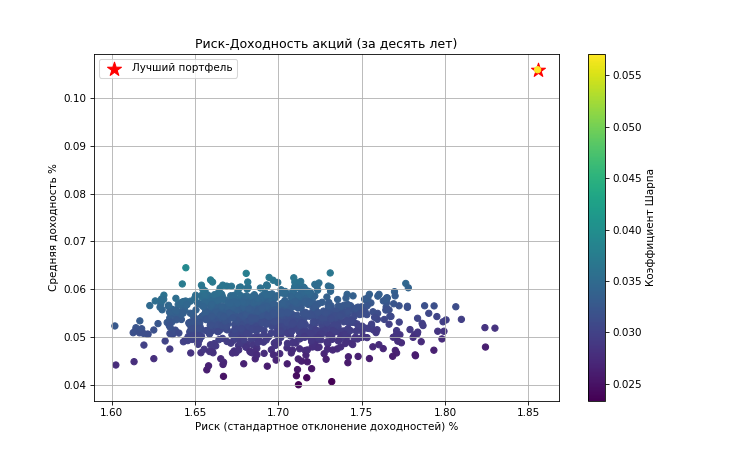 Риск-Доходность акций (за десять лет)
Лучший портфель
Средняя доходность %
0.10
0.09
0.08
0.07
0.06
0.05
0.04
1.60 1.65 1.70 1.75 1.80 1.85
Риск (стандартное отклонение доходностей) %
0.055
0.050
0.045
0.040
0.035
0.030
0.025
Коэффициент Шарпа